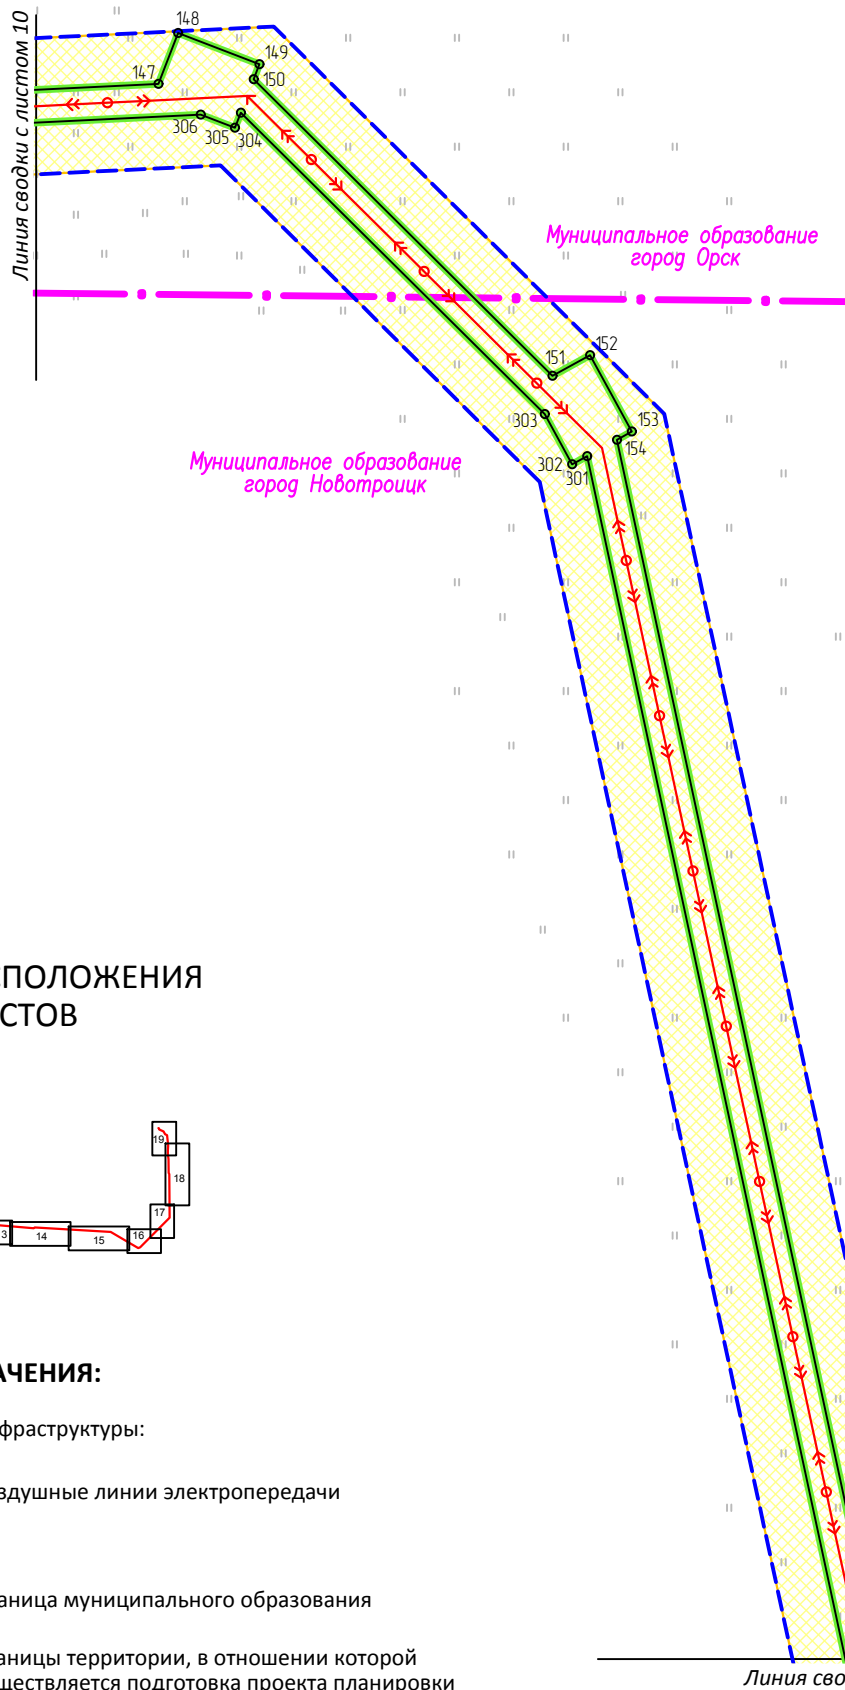 Линия сводки с листом 10
148
149
147
150
306
305
304
Муниципальное образование
город Орск
151
152
303
153
154
302
301
Муниципальное образование
город Новотроицк
СПОЛОЖЕНИЯ
СТОВ
19
18
17
3
14
15
16
АЧЕНИЯ:
фраструктуры:
здушные линии электропередачи
аница муниципального образования
аницы территории, в отношении которой
ществляется подготовка проекта планировки
Линия сво